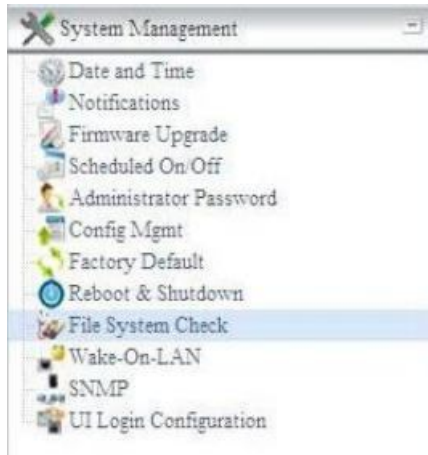 System Management
Date and Time
Notifications
Firmware Upgrade
Scheduled On/Off
Administrator Password
Config Mgmt
Factory Default
Reboot & Shutdown
File System Check
Wake-On-LAN
SNMP
UI Login Configuration